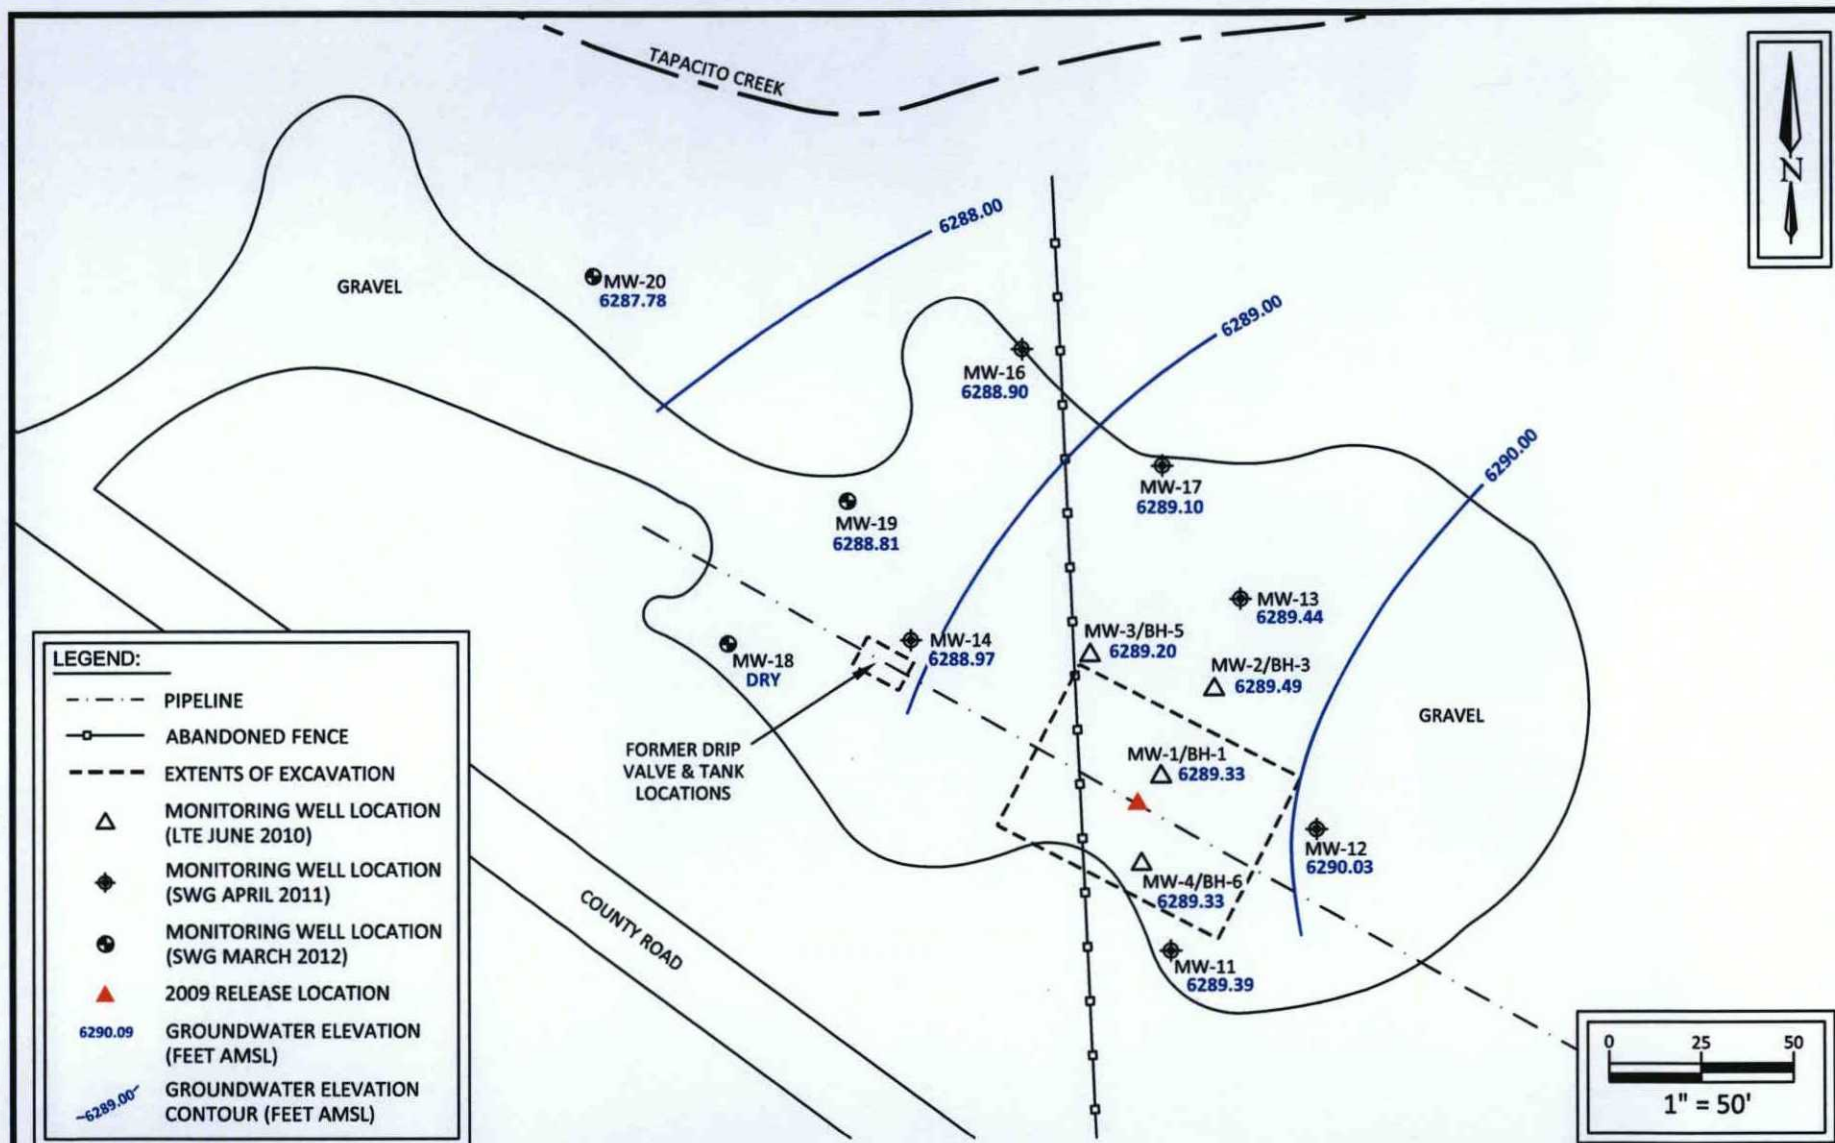 TAPACITO CREEK
N
6288.00
GRAVEL
MW-20
6287.78
6289.00
MW-16
6288.90
6290.00
MW-17
6289.10
MW-19
6288.81
MW-13
6289.44
MW-3/BH-5
6289.20
MW-14
6288.97
MW-18
DRY
MW-2/BH-3
6289.49
GRAVEL
FORMER DRIP
VALVE & TANK
LOCATIONS
MW-1/BH-1
6289.33
MW-12
6290.03
MW-4/BH-6
6289.33
COUNTY ROAD
MW-11
6289.39
LEGEND:
PIPELINE
ABANDONED FENCE
EXTENTS OF EXCAVATION
MONITORING WELL LOCATION
(LTE JUNE 2010)
MONITORING WELL LOCATION
(SWG APRIL 2011)
MONITORING WELL LOCATION
(SWG MARCH 2012)
2009 RELEASE LOCATION
6290.09 GROUNDWATER ELEVATION
(FEET AMSL)
6289.00 GROUNDWATER ELEVATION
CONTOUR (FEET AMSL)
0 25 50
1" = 50'